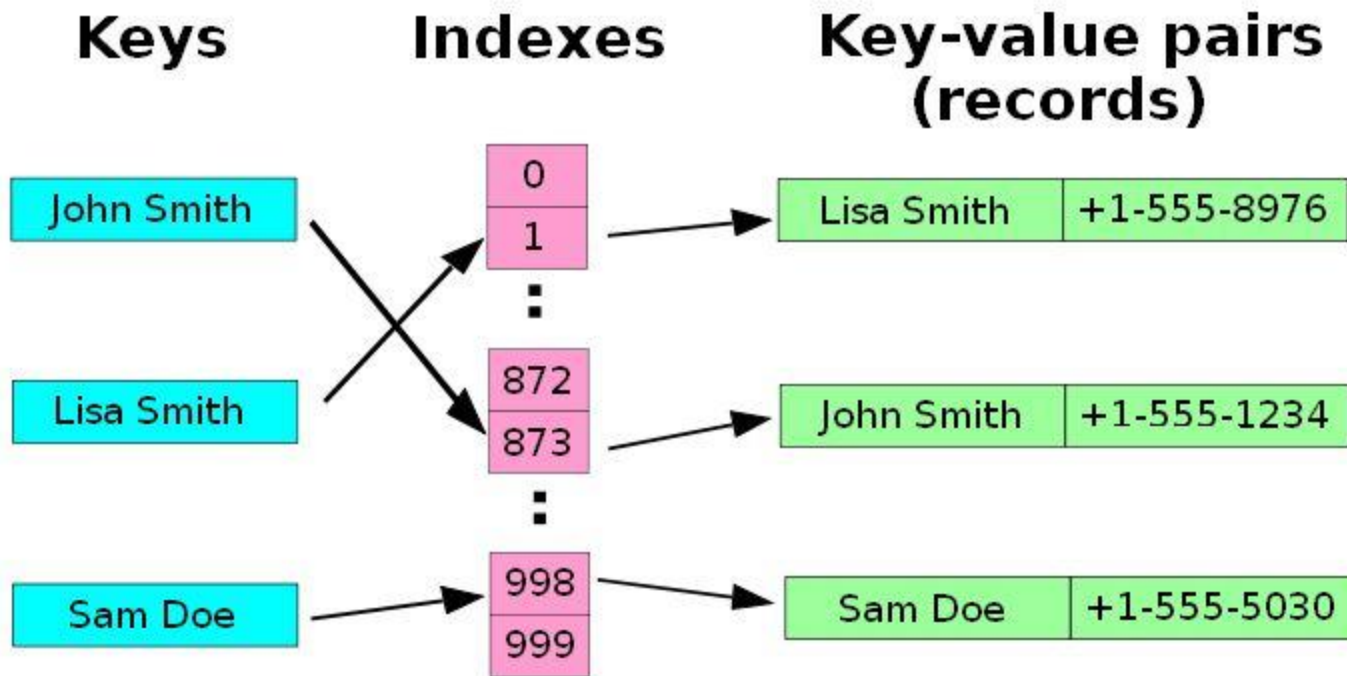 Keys
Indexes
Key-value pairs
(records)
John Smith
0
1
:
Lisa Smith +1-555-8976
Lisa Smith
872
873
:
John Smith +1-555-1234
Sam Doe
998
999
Sam Doe +1-555-5030